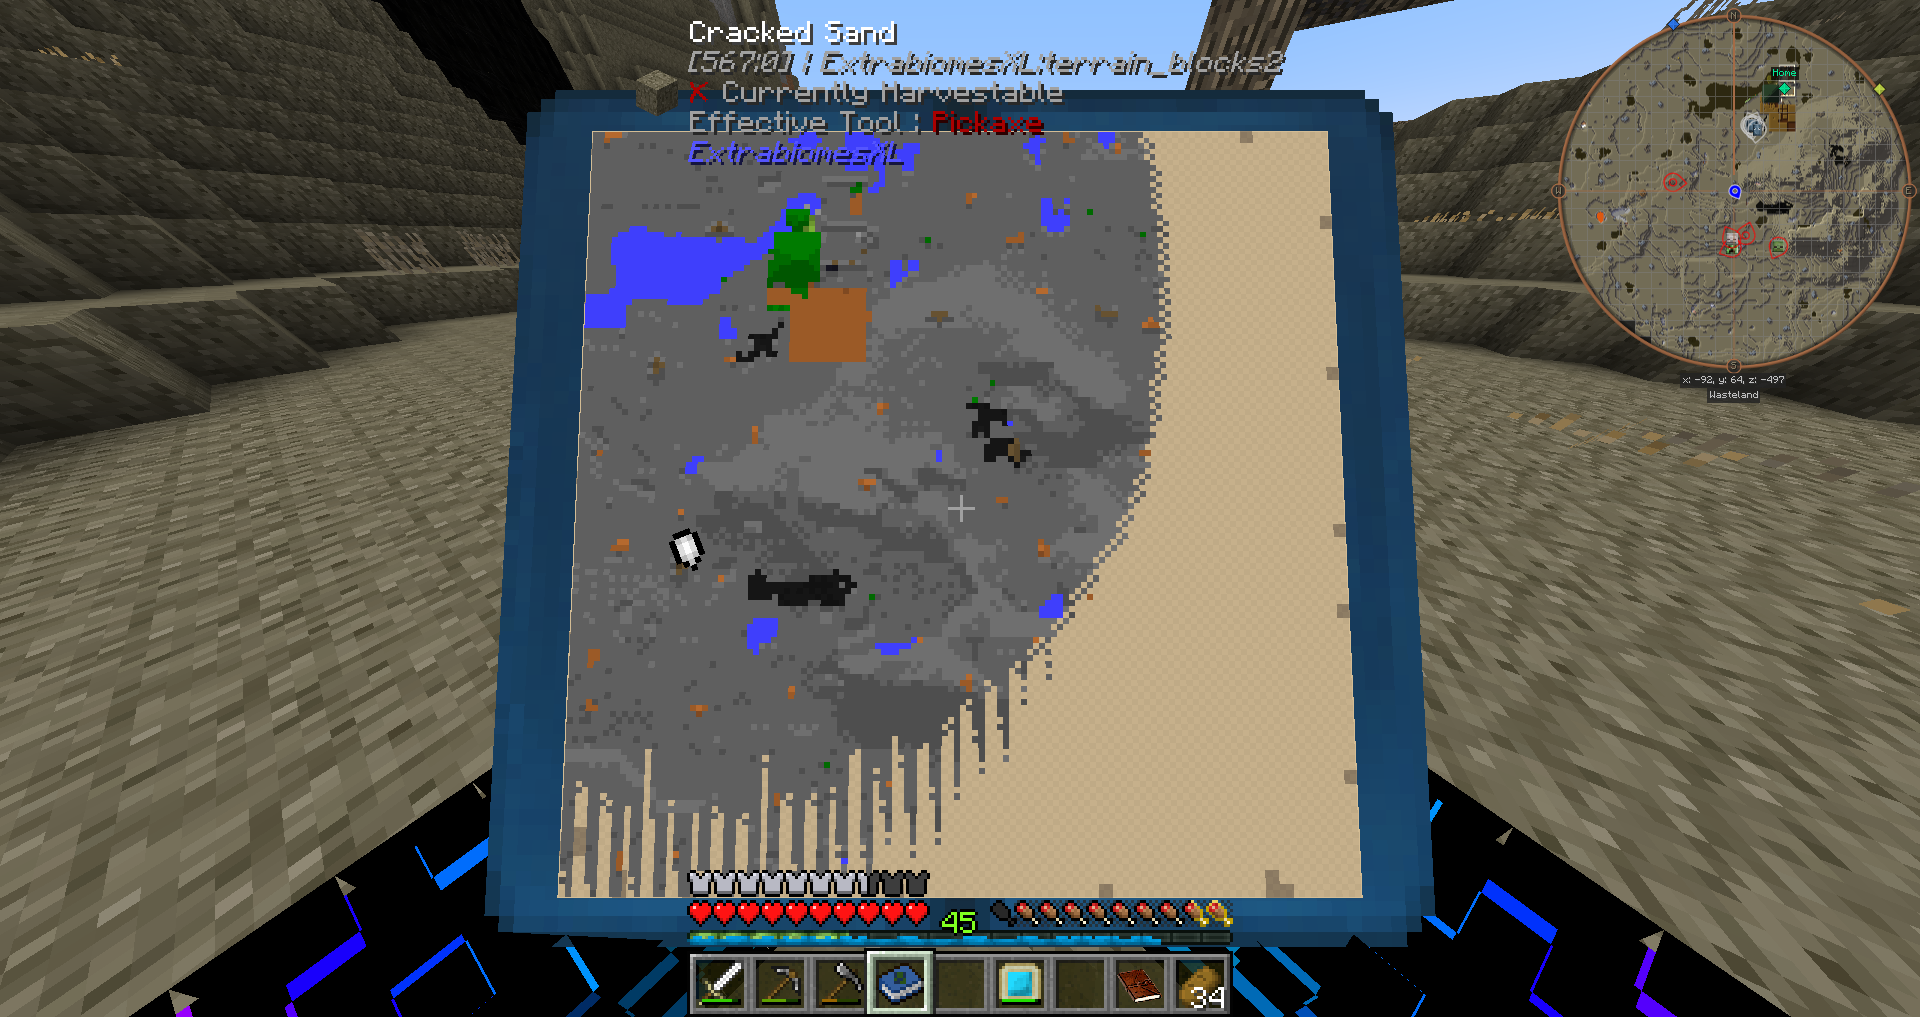 Cracked Sand
[567:0] | ExtrabiomesXL:terrain_blocks2
✕ Currently Harvestable
Effective Tool : Pickaxe
ExtrabiomesXL
N
Home
W
E
S
x: -92, y: 64, z: -497
Wasteland
45
34